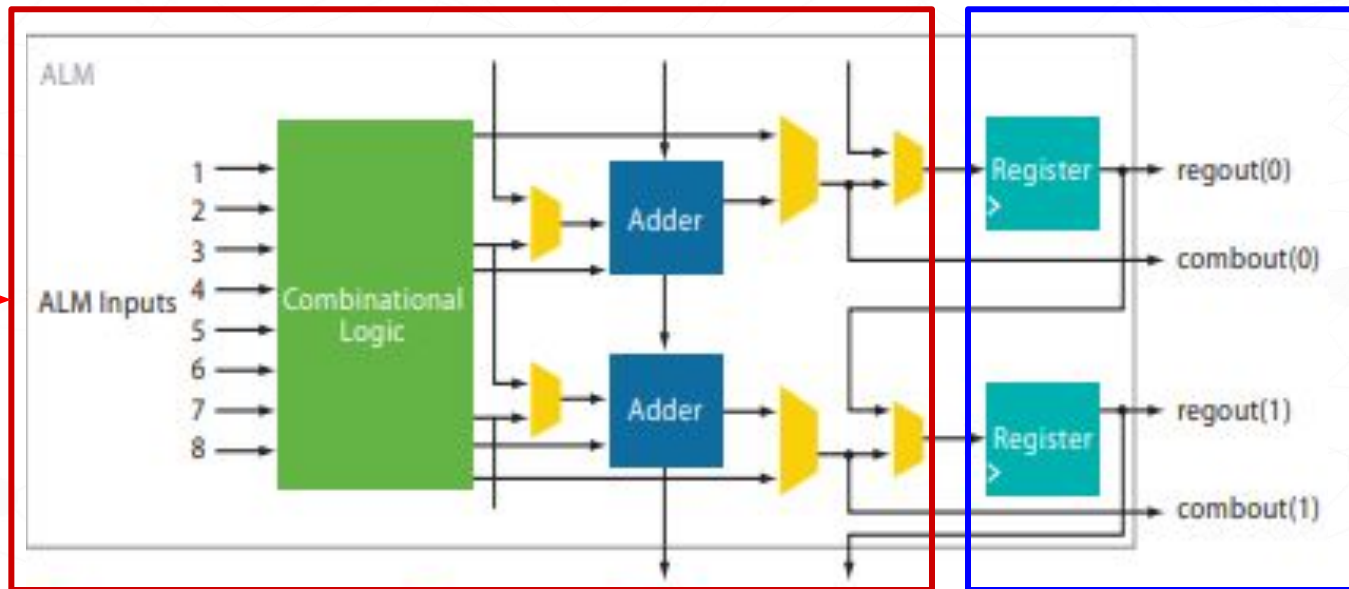 ALM
1
2
3
ALM Inputs 4
5
6
7
8
Combinational
Logic
Adder
Adder
Register
Register
regout(0)
combout(0)
regout(1)
combout(1)